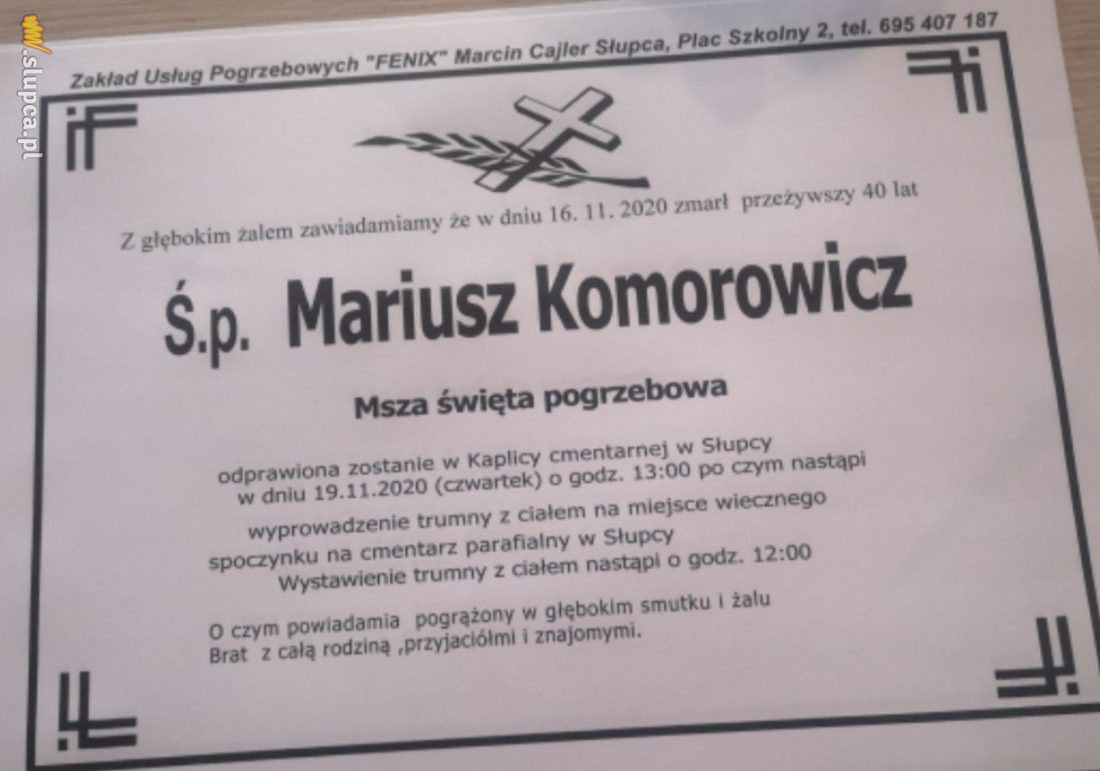 Zakład Usług Pogrzebowych "FENIX" Marcin Cajler Słupca, Plac Szkolny 2, tel. 695 407 187
.slupca.pl
Z głębokim żalem zawiadamiamy że w dniu 16. 11. 2020 zmarł przeżywszy 40 lat
Ś.p. Mariusz Komorowicz
Msza święta pogrzebowa
odprawiona zostanie w Kaplicy cmentarnej w Słupcy
w dniu 19.11.2020 (czwartek) o godz. 13:00 po czym nastąpi
wyprowadzenie trumny z ciałem na miejsce wiecznego
spoczynku na cmentarz parafialny w Słupcy
Wystawienie trumny z ciałem nastąpi o godz. 12:00
O czym powiadamia pogrążony w głębokim smutku i żalu
Brat z całą rodziną ,przyjaciółmi i znajomymi.